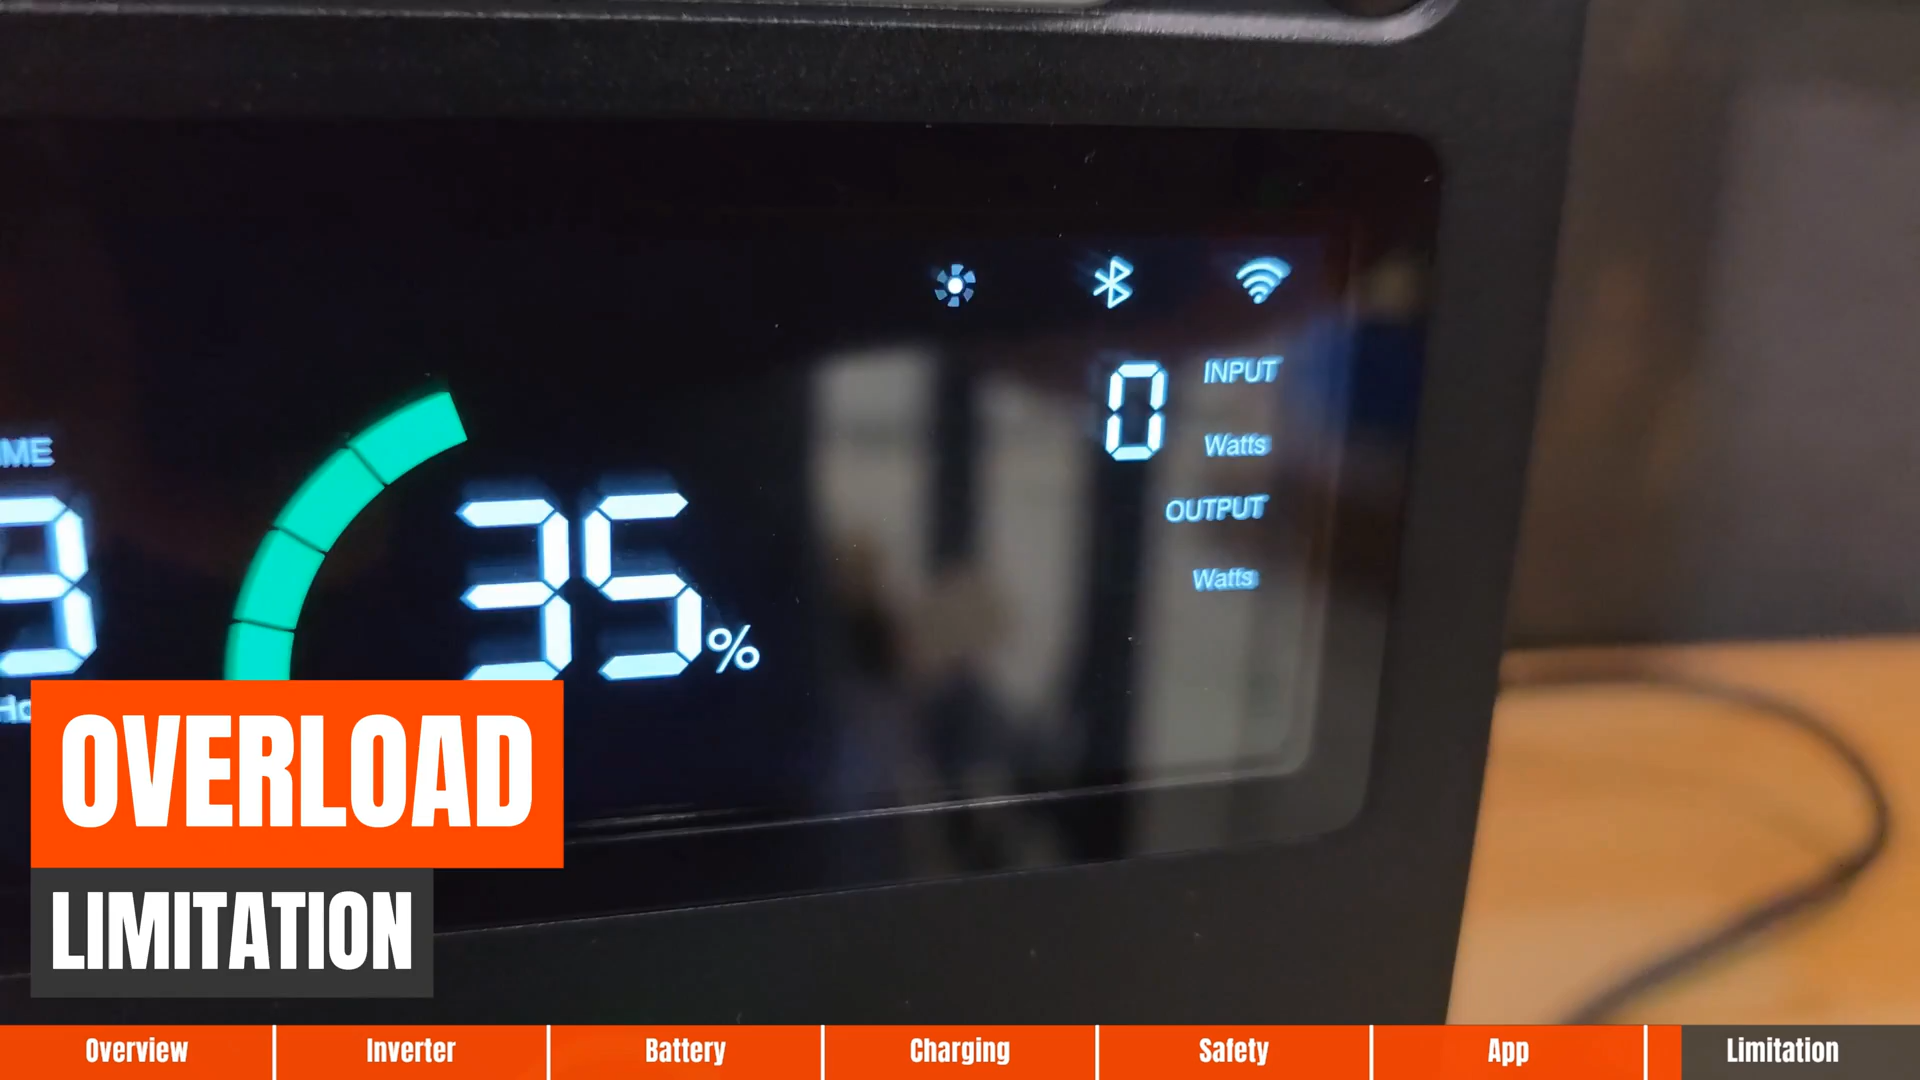 0 INPUT
Watts
OUTPUT
Watts
35%
OVERLOAD
LIMITATION
Overview Inverter Battery Charging Safety App Limitation